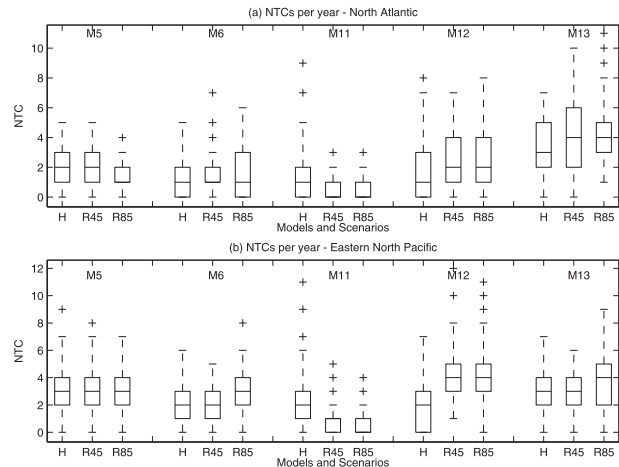 (a) NTCs per year - North Atlantic
M5 M6 M11 M12 M13
10
8
6
4
2
0
NTC
H R45 R85 H R45 R85 H R45 R85 H R45 R85 H R45 R85
Models and Scenarios
(b) NTCs per year - Eastern North Pacific
M5 M6 M11 M12 M13
12
10
8
6
4
2
0
NTC
H R45 R85 H R45 R85 H R45 R85 H R45 R85 H R45 R85
Models and Scenarios